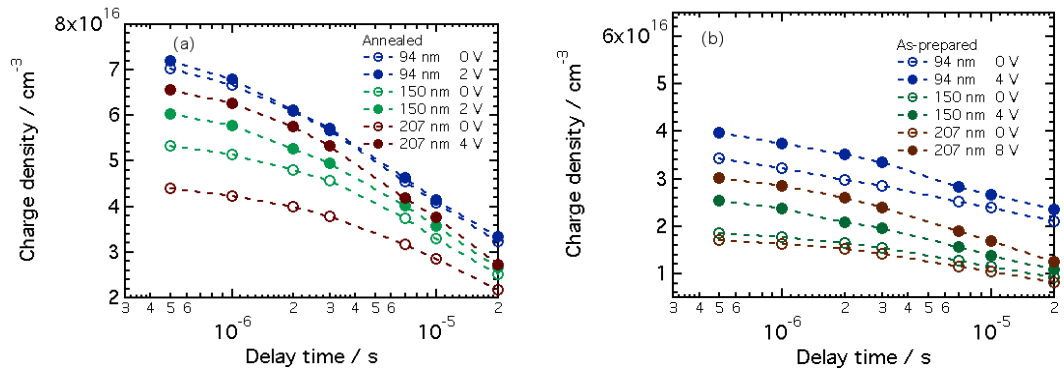 8x10^16
7
6
5
4
3
2
Charge density / cm^-3
(a)
Annealed
94 nm 0 V
94 nm 2 V
150 nm 0 V
150 nm 2 V
207 nm 0 V
207 nm 4 V
3 4 5 6 10^-6 2 3 4 5 6 10^-5 2
Delay time / s
6x10^16
5
4
3
2
1
Charge density / cm^-3
(b)
As-prepared
94 nm 0 V
94 nm 4 V
150 nm 0 V
150 nm 4 V
207 nm 0 V
207 nm 8 V
3 4 5 6 10^-6 2 3 4 5 6 10^-5 2
Delay time / s